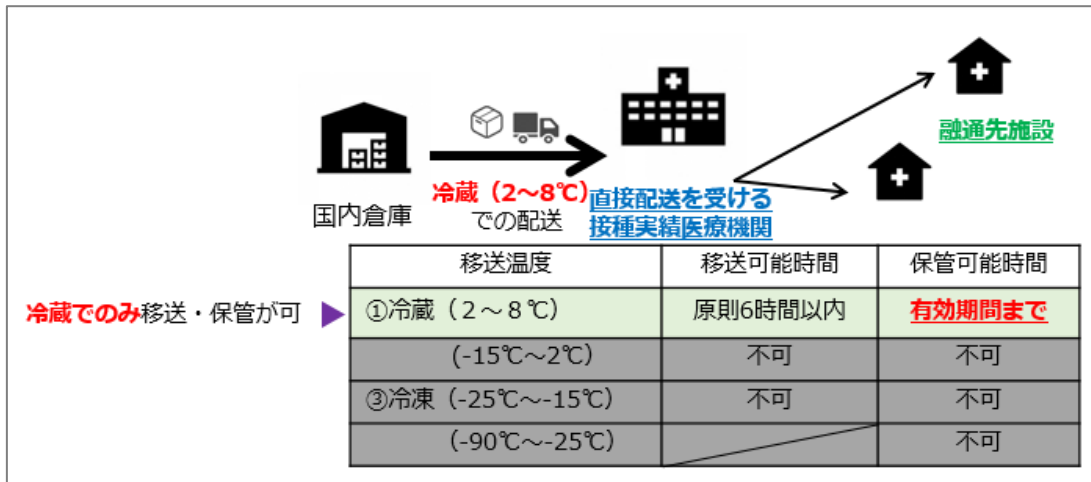 融通先施設
国内倉庫
冷蔵（2～8℃）
での配送
直接配送を受ける
接種実績医療機関
移送温度 移送可能時間 保管可能時間
冷蔵でのみ移送・保管が可
①冷蔵（２～８℃） 原則6時間以内 有効期間まで
(-15℃～2℃) 不可 不可
③冷凍（-25℃～-15℃） 不可 不可
(-90℃～-25℃) 不可